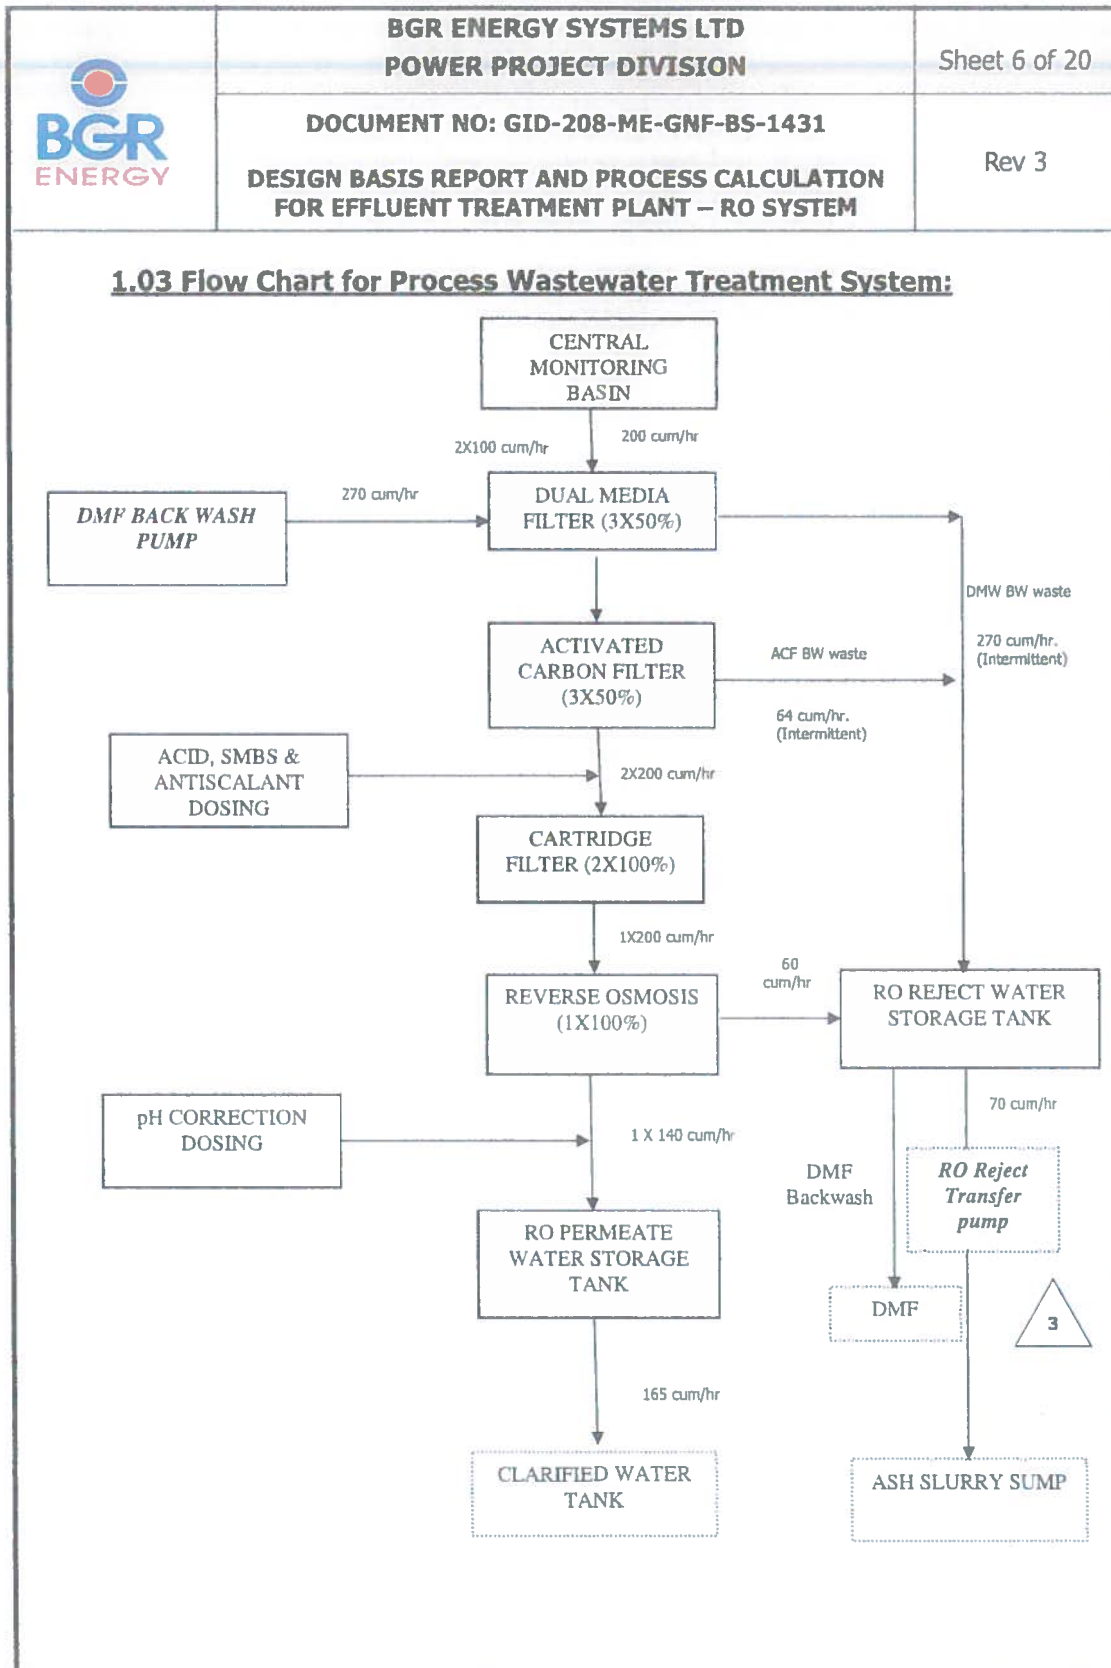 BGR ENERGY SYSTEMS LTD
POWER PROJECT DIVISION
Sheet 6 of 20
BGR
ENERGY
DOCUMENT NO: GID-208-ME-GNF-BS-1431
DESIGN BASIS REPORT AND PROCESS CALCULATION
FOR EFFLUENT TREATMENT PLANT – RO SYSTEM
Rev 3
1.03 Flow Chart for Process Wastewater Treatment System:
CENTRAL
MONITORING
BASIN
2X100 cum/hr
200 cum/hr
DMF BACK WASH
PUMP
270 cum/hr
DUAL MEDIA
FILTER (3X50%)
DMW BW waste
270 cum/hr.
(Intermittent)
ACTIVATED
CARBON FILTER
(3X50%)
ACF BW waste
64 cum/hr.
(Intermittent)
ACID, SMBS &
ANTISCALANT
DOSING
2X200 cum/hr
CARTRIDGE
FILTER (2X100%)
1X200 cum/hr
REVERSE OSMOSIS
(1X100%)
60
cum/hr
RO REJECT WATER
STORAGE TANK
pH CORRECTION
DOSING
1 X 140 cum/hr
70 cum/hr
DMF
Backwash
RO Reject
Transfer
pump
RO PERMEATE
WATER STORAGE
TANK
DMF
3
165 cum/hr
CLARIFIED WATER
TANK
ASH SLURRY SUMP